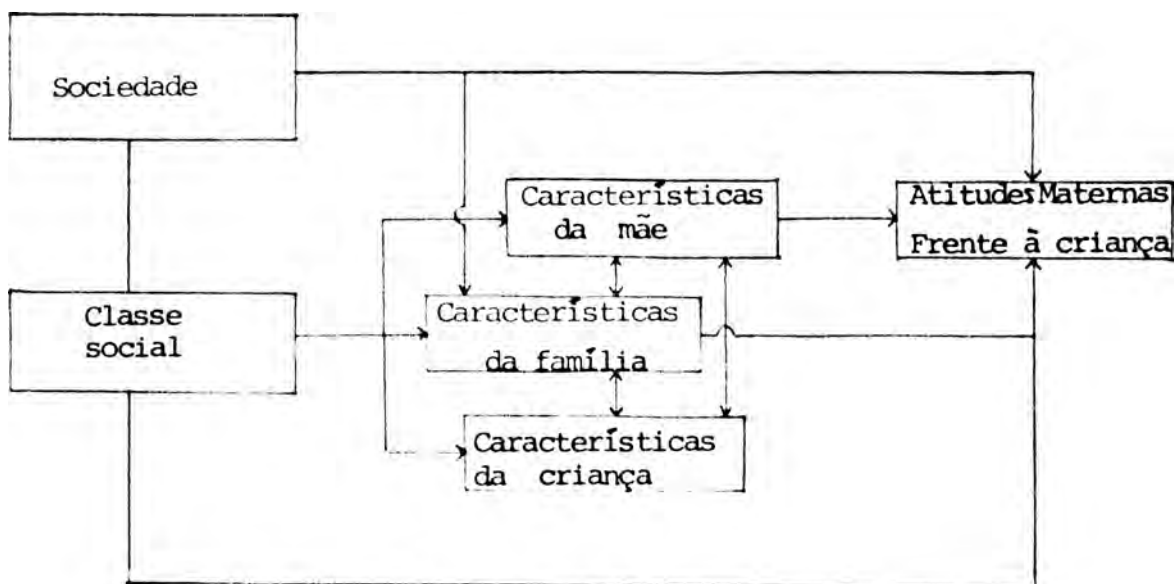 Sociedade
Características
da mãe
Atitudes Maternas
Frente à criança
Classe
social
Características
da família
Características
da criança